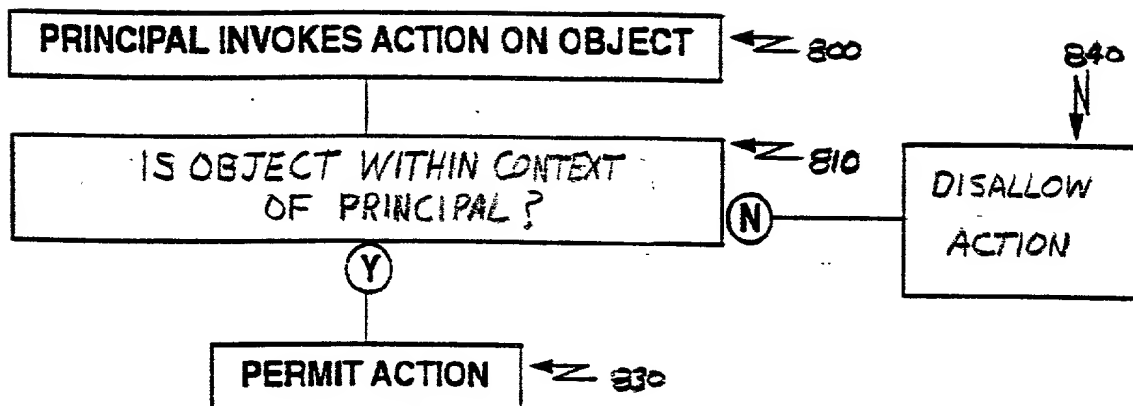 PRINCIPAL INVOKES ACTION ON OBJECT
800
840
IS OBJECT WITHIN CONTEXT
OF PRINCIPAL?
810
N
DISALLOW
ACTION
Y
PERMIT ACTION
830